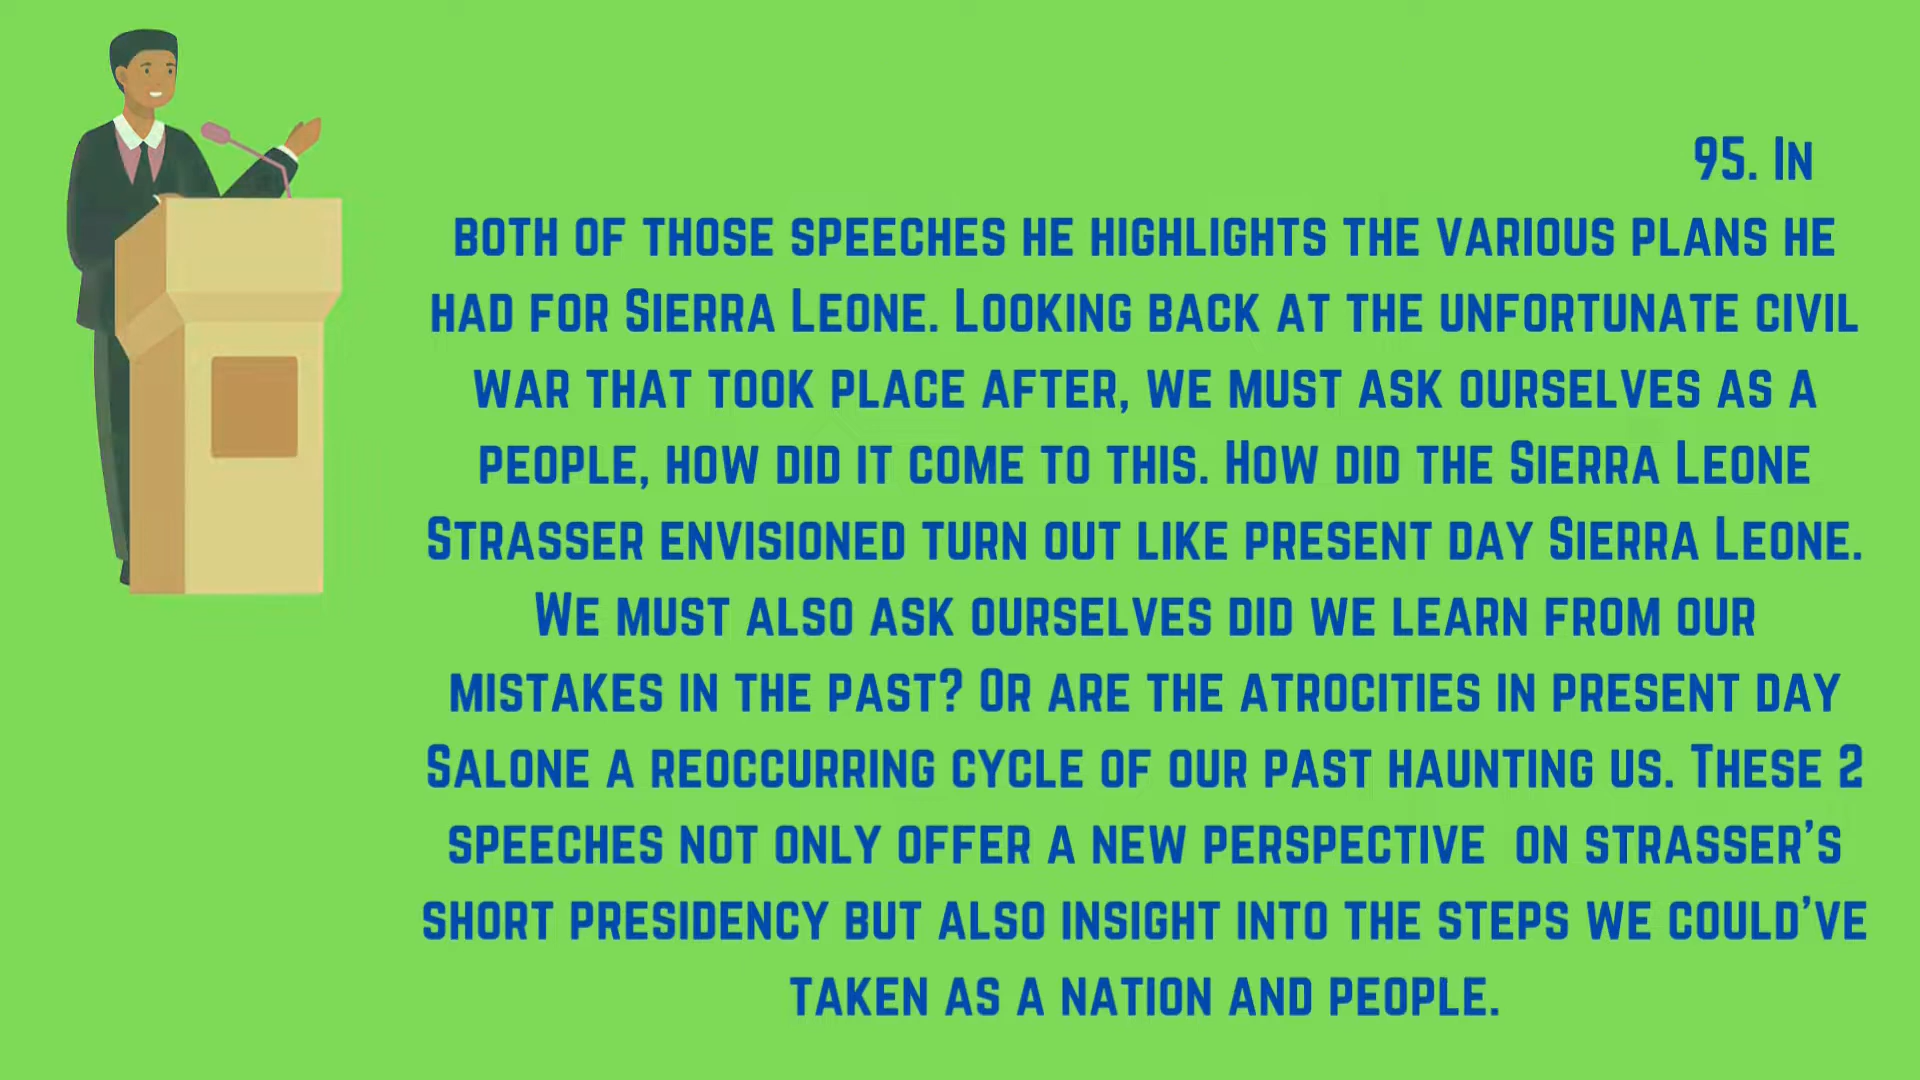 95. In
both of those speeches he highlights the various plans he
had for Sierra Leone. Looking back at the unfortunate civil
war that took place after, we must ask ourselves as a
people, how did it come to this. How did the Sierra Leone
Strasser envisioned turn out like present day Sierra Leone.
We must also ask ourselves did we learn from our
mistakes in the past? Or are the atrocities in present day
Salone a reoccurring cycle of our past haunting us. These 2
speeches not only offer a new perspective  on strasser's
short presidency but also insight into the steps we could've
taken as a nation and people.